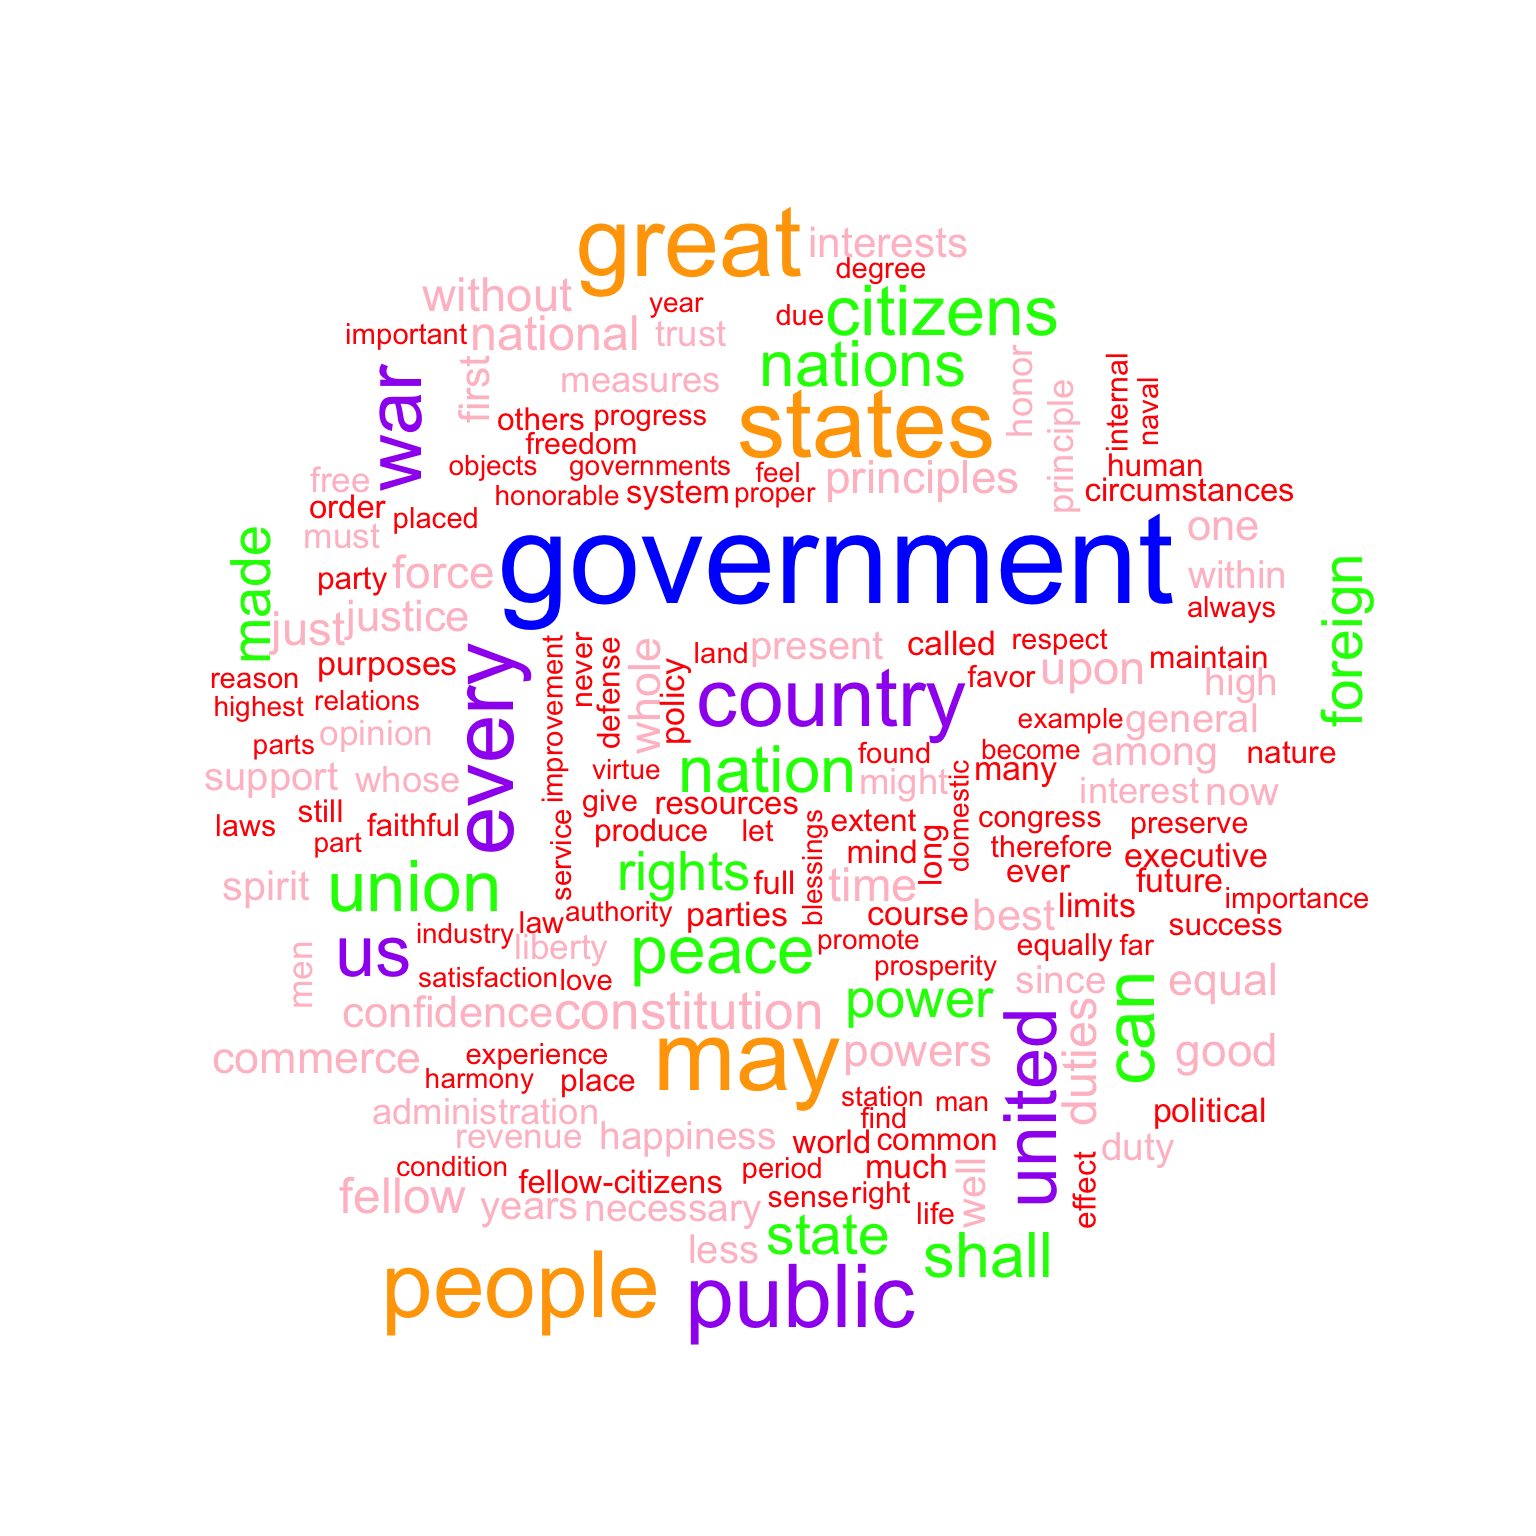 great
interests
degree
without
year
due
citizens
important
national
trust
nations
war
first
measures
honor
internal
naval
others
progress
states
principle
freedom
objects
governments
feel
principles
human
free
honorable
system
proper
circumstances
order
placed
government
one
must
made
party
force
within
foreign
always
just
justice
improvement
never
defense
whole
land
present
called
respect
every
purposes
policy
country
favor
upon
maintain
reason
high
highest
relations
example
general
parts
opinion
nation
found
become
among
nature
support
whose
virtue
might
domestic
many
interest
now
laws
still
faithful
give
resources
extent
congress
preserve
part
service
produce
let
blessings
mind
long
therefore
executive
spirit
union
rights
full
time
ever
future
importance
law
authority
parties
course
best
limits
success
us
industry
liberty
peace
promote
equally
far
men
satisfaction
love
prosperity
since
equal
confidence
constitution
power
united
duties
can
commerce
experience
may
powers
good
harmony
place
station
man
administration
find
political
revenue
happiness
world
common
duty
condition
period
much
well
effect
fellow
fellow-citizens
sense
right
years
necessary
life
less
state
shall
people
public